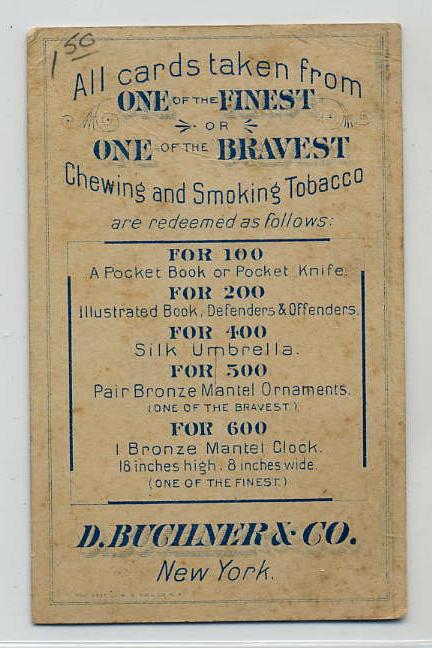 1 50
All cards taken from
ONE OF THE FINEST
OR
ONE OF THE BRAVEST
Chewing and Smoking Tobacco
are redeemed as follows:
FOR 100
A Pocket Book or Pocket Knife.
FOR 200
Illustrated Book, Defenders & Offenders.
FOR 400
Silk Umbrella.
FOR 500
Pair Bronze Mantel Ornaments.
(ONE OF THE BRAVEST).
FOR 600
1 Bronze Mantel Clock.
18 inches high. 8 inches wide.
(ONE OF THE FINEST.)
D. BUCHNER & CO.
New York.